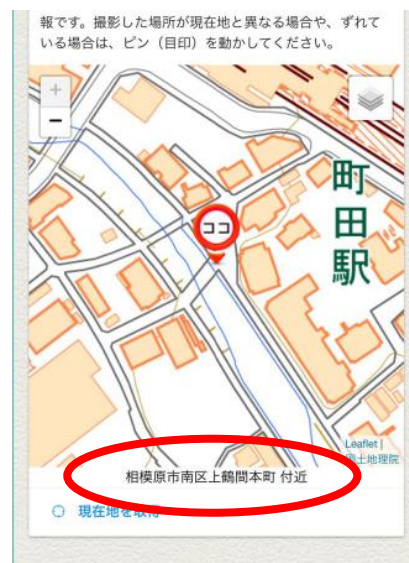 報です。撮影した場所が現在地と異なる場合や、ずれて
いる場合は、ピン（目印）を動かしてください。
+
−
町田駅
ココ
Leaflet |
国土地理院
相模原市南区上鶴間本町 付近
現在地を取得